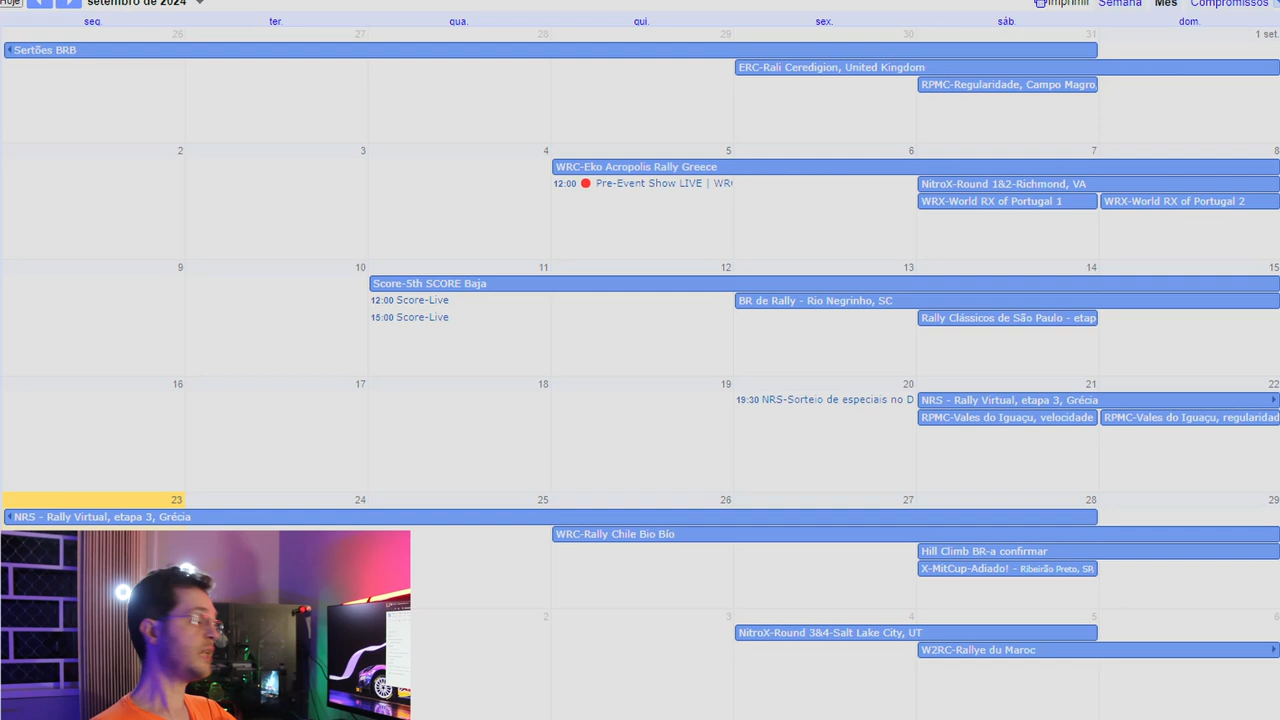 Hoje
setembro de 2024
Imprimir Semana Mês Compromissos
seg. ter. qua. qui. sex. sáb. dom.
26 27 28 29 30 31 1 set.
Sertões BRB
ERC-Rali Ceredigion, United Kingdom
RPMC-Regularidade, Campo Magro,
2 3 4 5 6 7 8
WRC-Eko Acropolis Rally Greece
12:00 🔴 Pre-Event Show LIVE | WRC
NitroX-Round 1&2-Richmond, VA
WRX-World RX of Portugal 1 WRX-World RX of Portugal 2
9 10 11 12 13 14 15
Score-5th SCORE Baja
12:00 Score-Live
BR de Rally - Rio Negrinho, SC
15:00 Score-Live
Rally Clássicos de São Paulo - etap
16 17 18 19 20 21 22
19:30 NRS-Sorteio de especiais no D
NRS - Rally Virtual, etapa 3, Grécia
RPMC-Vales do Iguaçu, velocidade RPMC-Vales do Iguaçu, regularidad
23 24 25 26 27 28 29
NRS - Rally Virtual, etapa 3, Grécia
WRC-Rally Chile Bio Bío
Hill Climb BR-a confirmar
X-MitCup-Adiado! - Ribeirão Preto, SP,
2 3 4 5 6
NitroX-Round 3&4-Salt Lake City, UT
W2RC-Rallye du Maroc